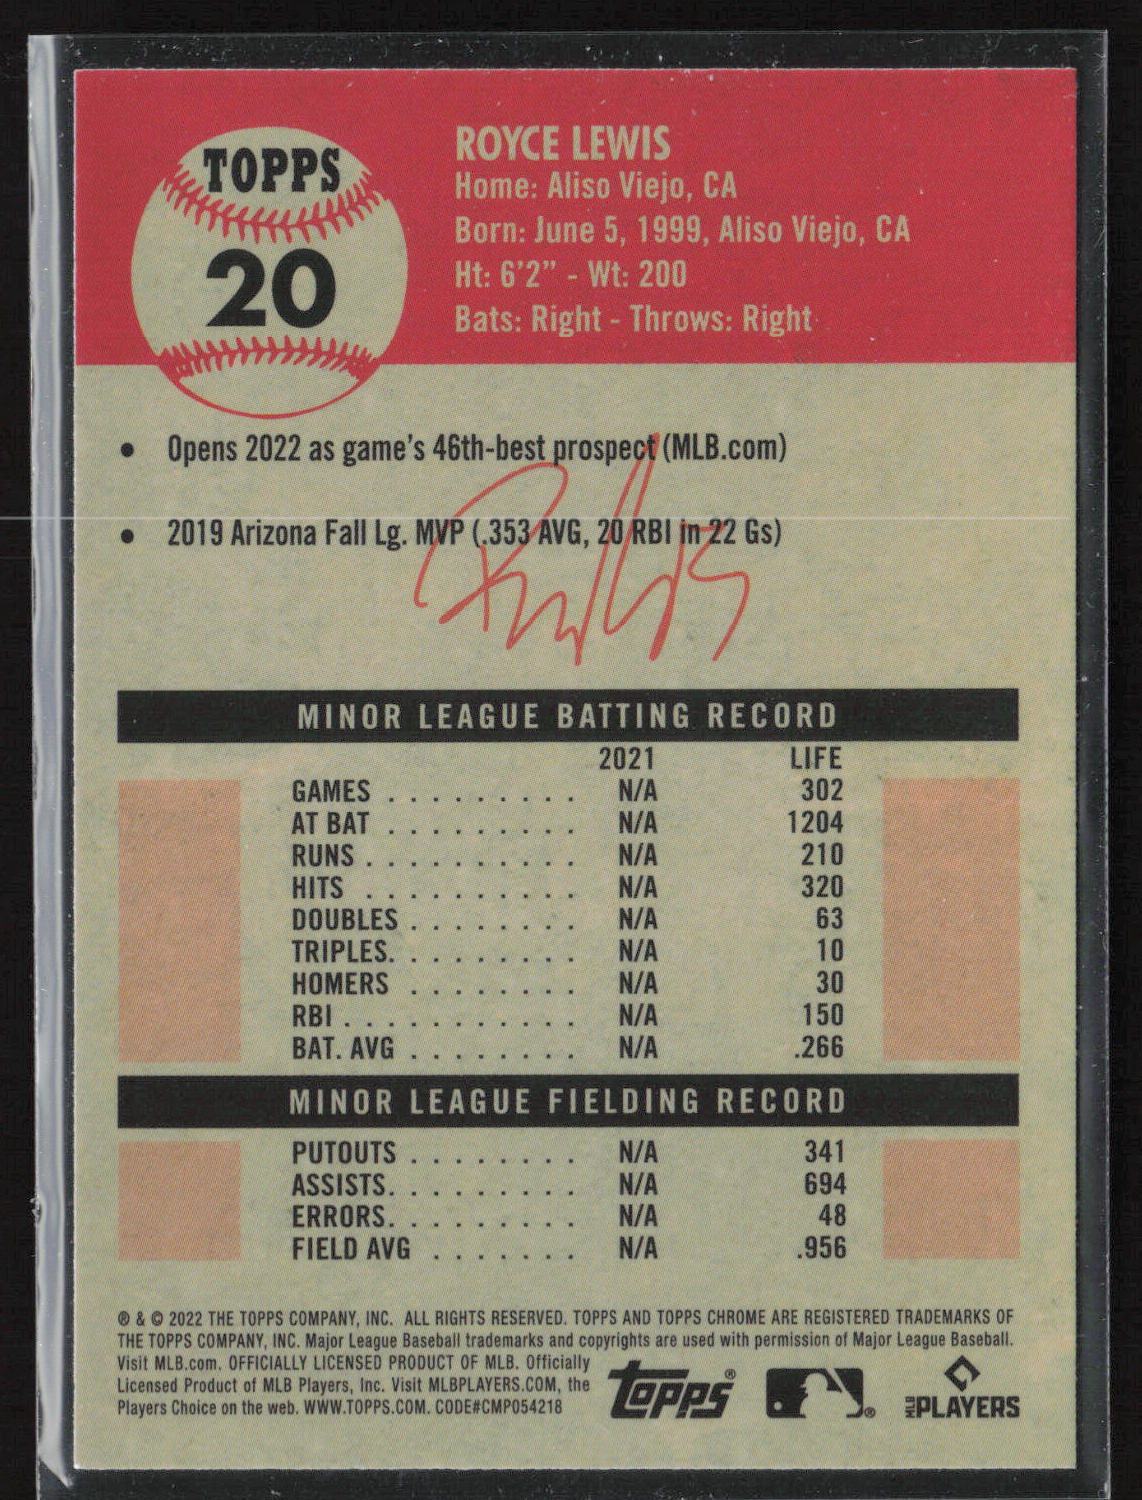 TOPPS
20
ROYCE LEWIS
Home: Aliso Viejo, CA
Born: June 5, 1999, Aliso Viejo, CA
Ht: 6'2" - Wt: 200
Bats: Right - Throws: Right
• Opens 2022 as game's 46th-best prospect (MLB.com)
• 2019 Arizona Fall Lg. MVP (.353 AVG, 20 RBI in 22 Gs)
MINOR LEAGUE BATTING RECORD
2021 LIFE
GAMES . . . . . . . . . N/A 302
AT BAT . . . . . . . . . N/A 1204
RUNS . . . . . . . . . . N/A 210
HITS . . . . . . . . . . N/A 320
DOUBLES . . . . . . . . N/A 63
TRIPLES. . . . . . . . . N/A 10
HOMERS . . . . . . . . N/A 30
RBI . . . . . . . . . . . N/A 150
BAT. AVG . . . . . . . . N/A .266
MINOR LEAGUE FIELDING RECORD
PUTOUTS . . . . . . . . N/A 341
ASSISTS. . . . . . . . . N/A 694
ERRORS. . . . . . . . . N/A 48
FIELD AVG . . . . . . . N/A .956
® & © 2022 THE TOPPS COMPANY, INC. ALL RIGHTS RESERVED. TOPPS AND TOPPS CHROME ARE REGISTERED TRADEMARKS OF
THE TOPPS COMPANY, INC. Major League Baseball trademarks and copyrights are used with permission of Major League Baseball.
Visit MLB.com. OFFICIALLY LICENSED PRODUCT OF MLB. Officially
Licensed Product of MLB Players, Inc. Visit MLBPLAYERS.COM, the
Players Choice on the web. WWW.TOPPS.COM. CODE#CMP054218
Topps®
®
MLB PLAYERS